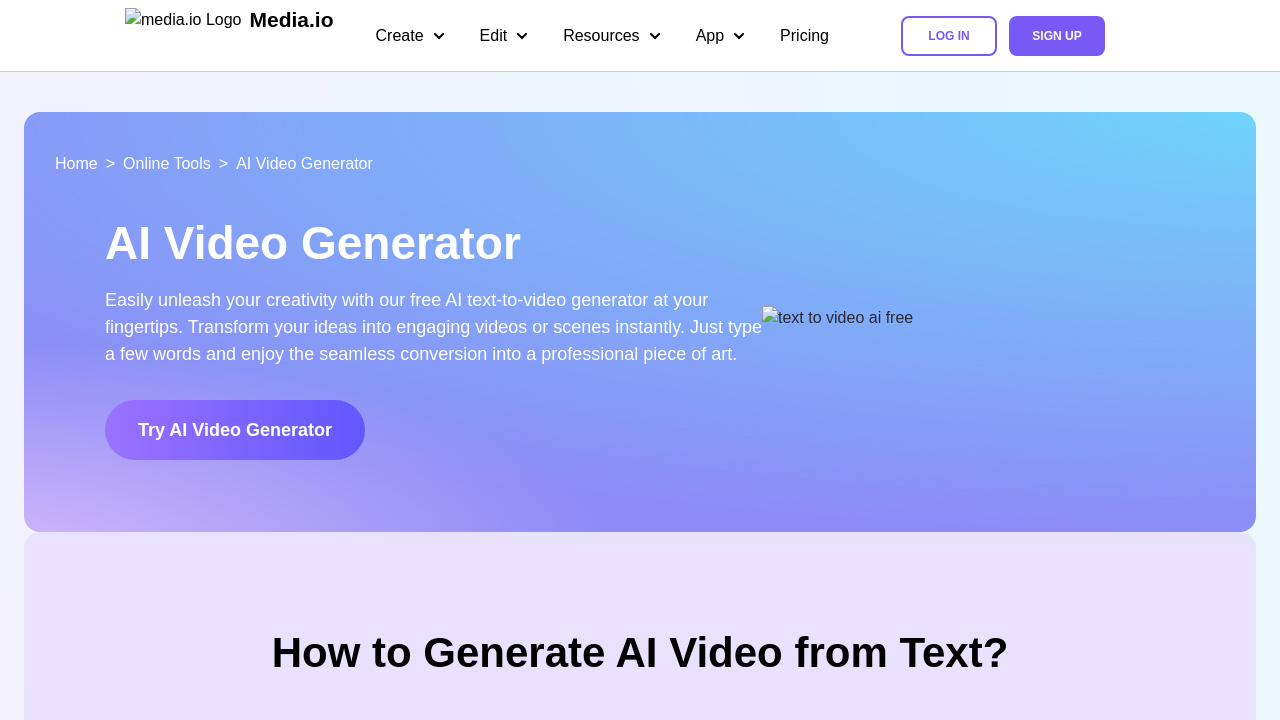 media.io Logo Media.io Create Edit Resources App Pricing LOG IN SIGN UP
Home > Online Tools > AI Video Generator
AI Video Generator
Easily unleash your creativity with our free AI text-to-video generator at your
fingertips. Transform your ideas into engaging videos or scenes instantly. Just type
a few words and enjoy the seamless conversion into a professional piece of art.
text to video ai free
Try AI Video Generator
How to Generate AI Video from Text?